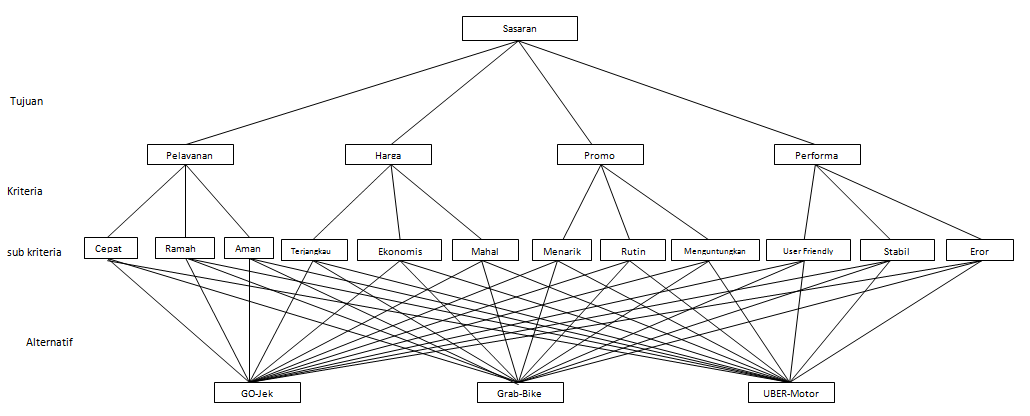 Sasaran
Tujuan
Pelayanan
Harga
Promo
Performa
Kriteria
sub kriteria
Cepat
Ramah
Aman
Terjangkau
Ekonomis
Mahal
Menarik
Rutin
Menguntungkan
User Friendly
Stabil
Eror
Alternatif
GO-Jek
Grab-Bike
UBER-Motor